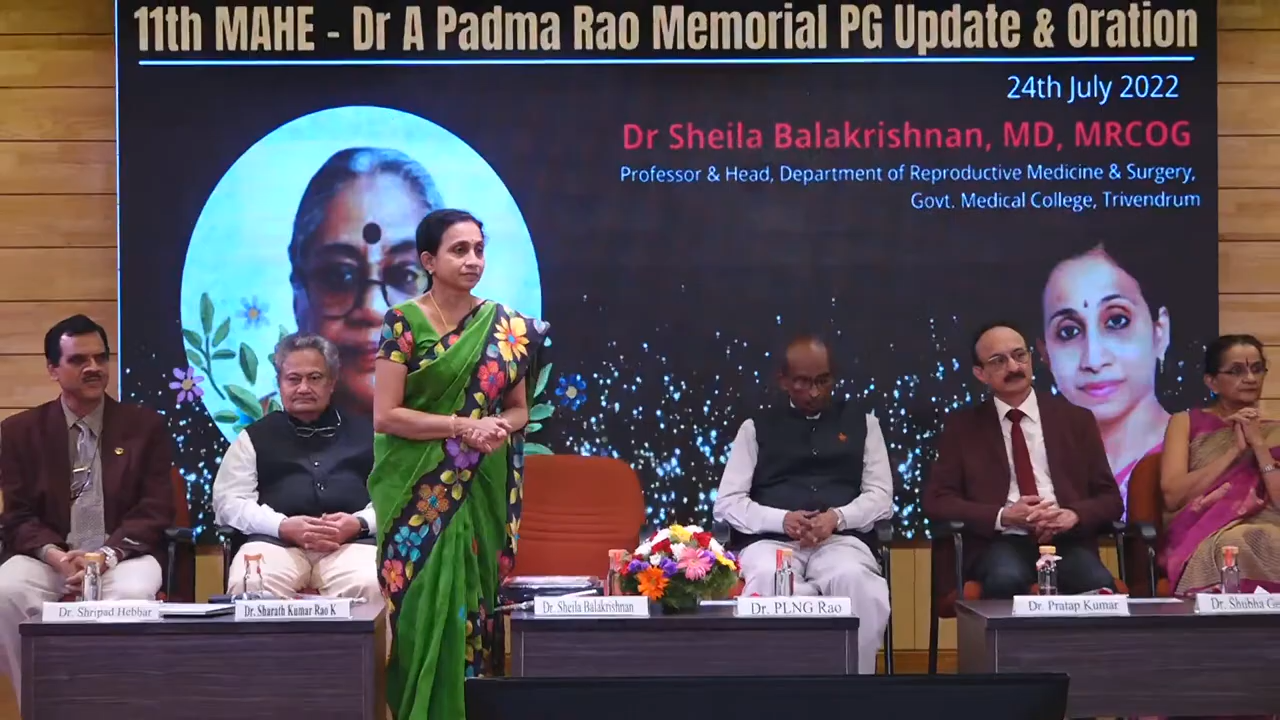 11th MAHE - Dr A Padma Rao Memorial PG Update & Oration
24th July 2022
Dr Sheila Balakrishnan, MD, MRCOG
Professor & Head, Department of Reproductive Medicine & Surgery,
Govt. Medical College, Trivendrum
Dr. Shripad Hebbar
Dr. Sharath Kumar Rao K
Dr. Sheila Balakrishnan
Dr. PLNG Rao
Dr. Pratap Kumar
Dr. Shubha